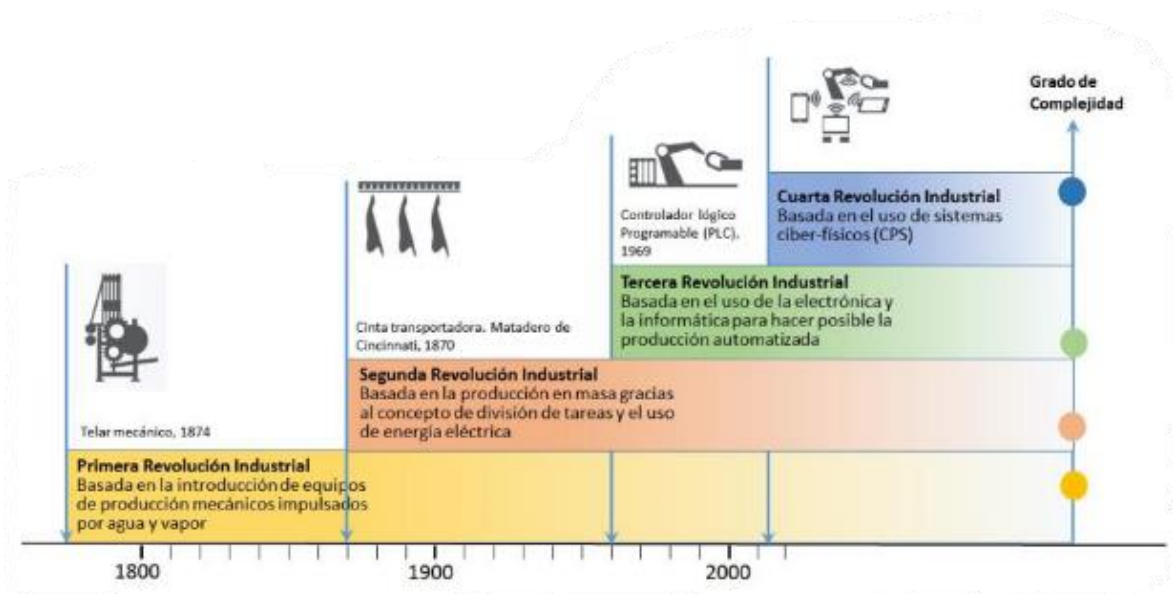 Grado de
Complejidad
Cuarta Revolución Industrial
Basada en el uso de sistemas
ciber-físicos (CPS)
Controlador lógico
Programable (PLC).
1969
Tercera Revolución Industrial
Basada en el uso de la electrónica y
la informática para hacer posible la
producción automatizada
Cinta transportadora. Matadero de
Cincinnati, 1870
Segunda Revolución Industrial
Basada en la producción en masa gracias
al concepto de división de tareas y el uso
de energía eléctrica
Telar mecánico, 1874
Primera Revolución Industrial
Basada en la introducción de equipos
de producción mecánicos impulsados
por agua y vapor
1800
1900
2000